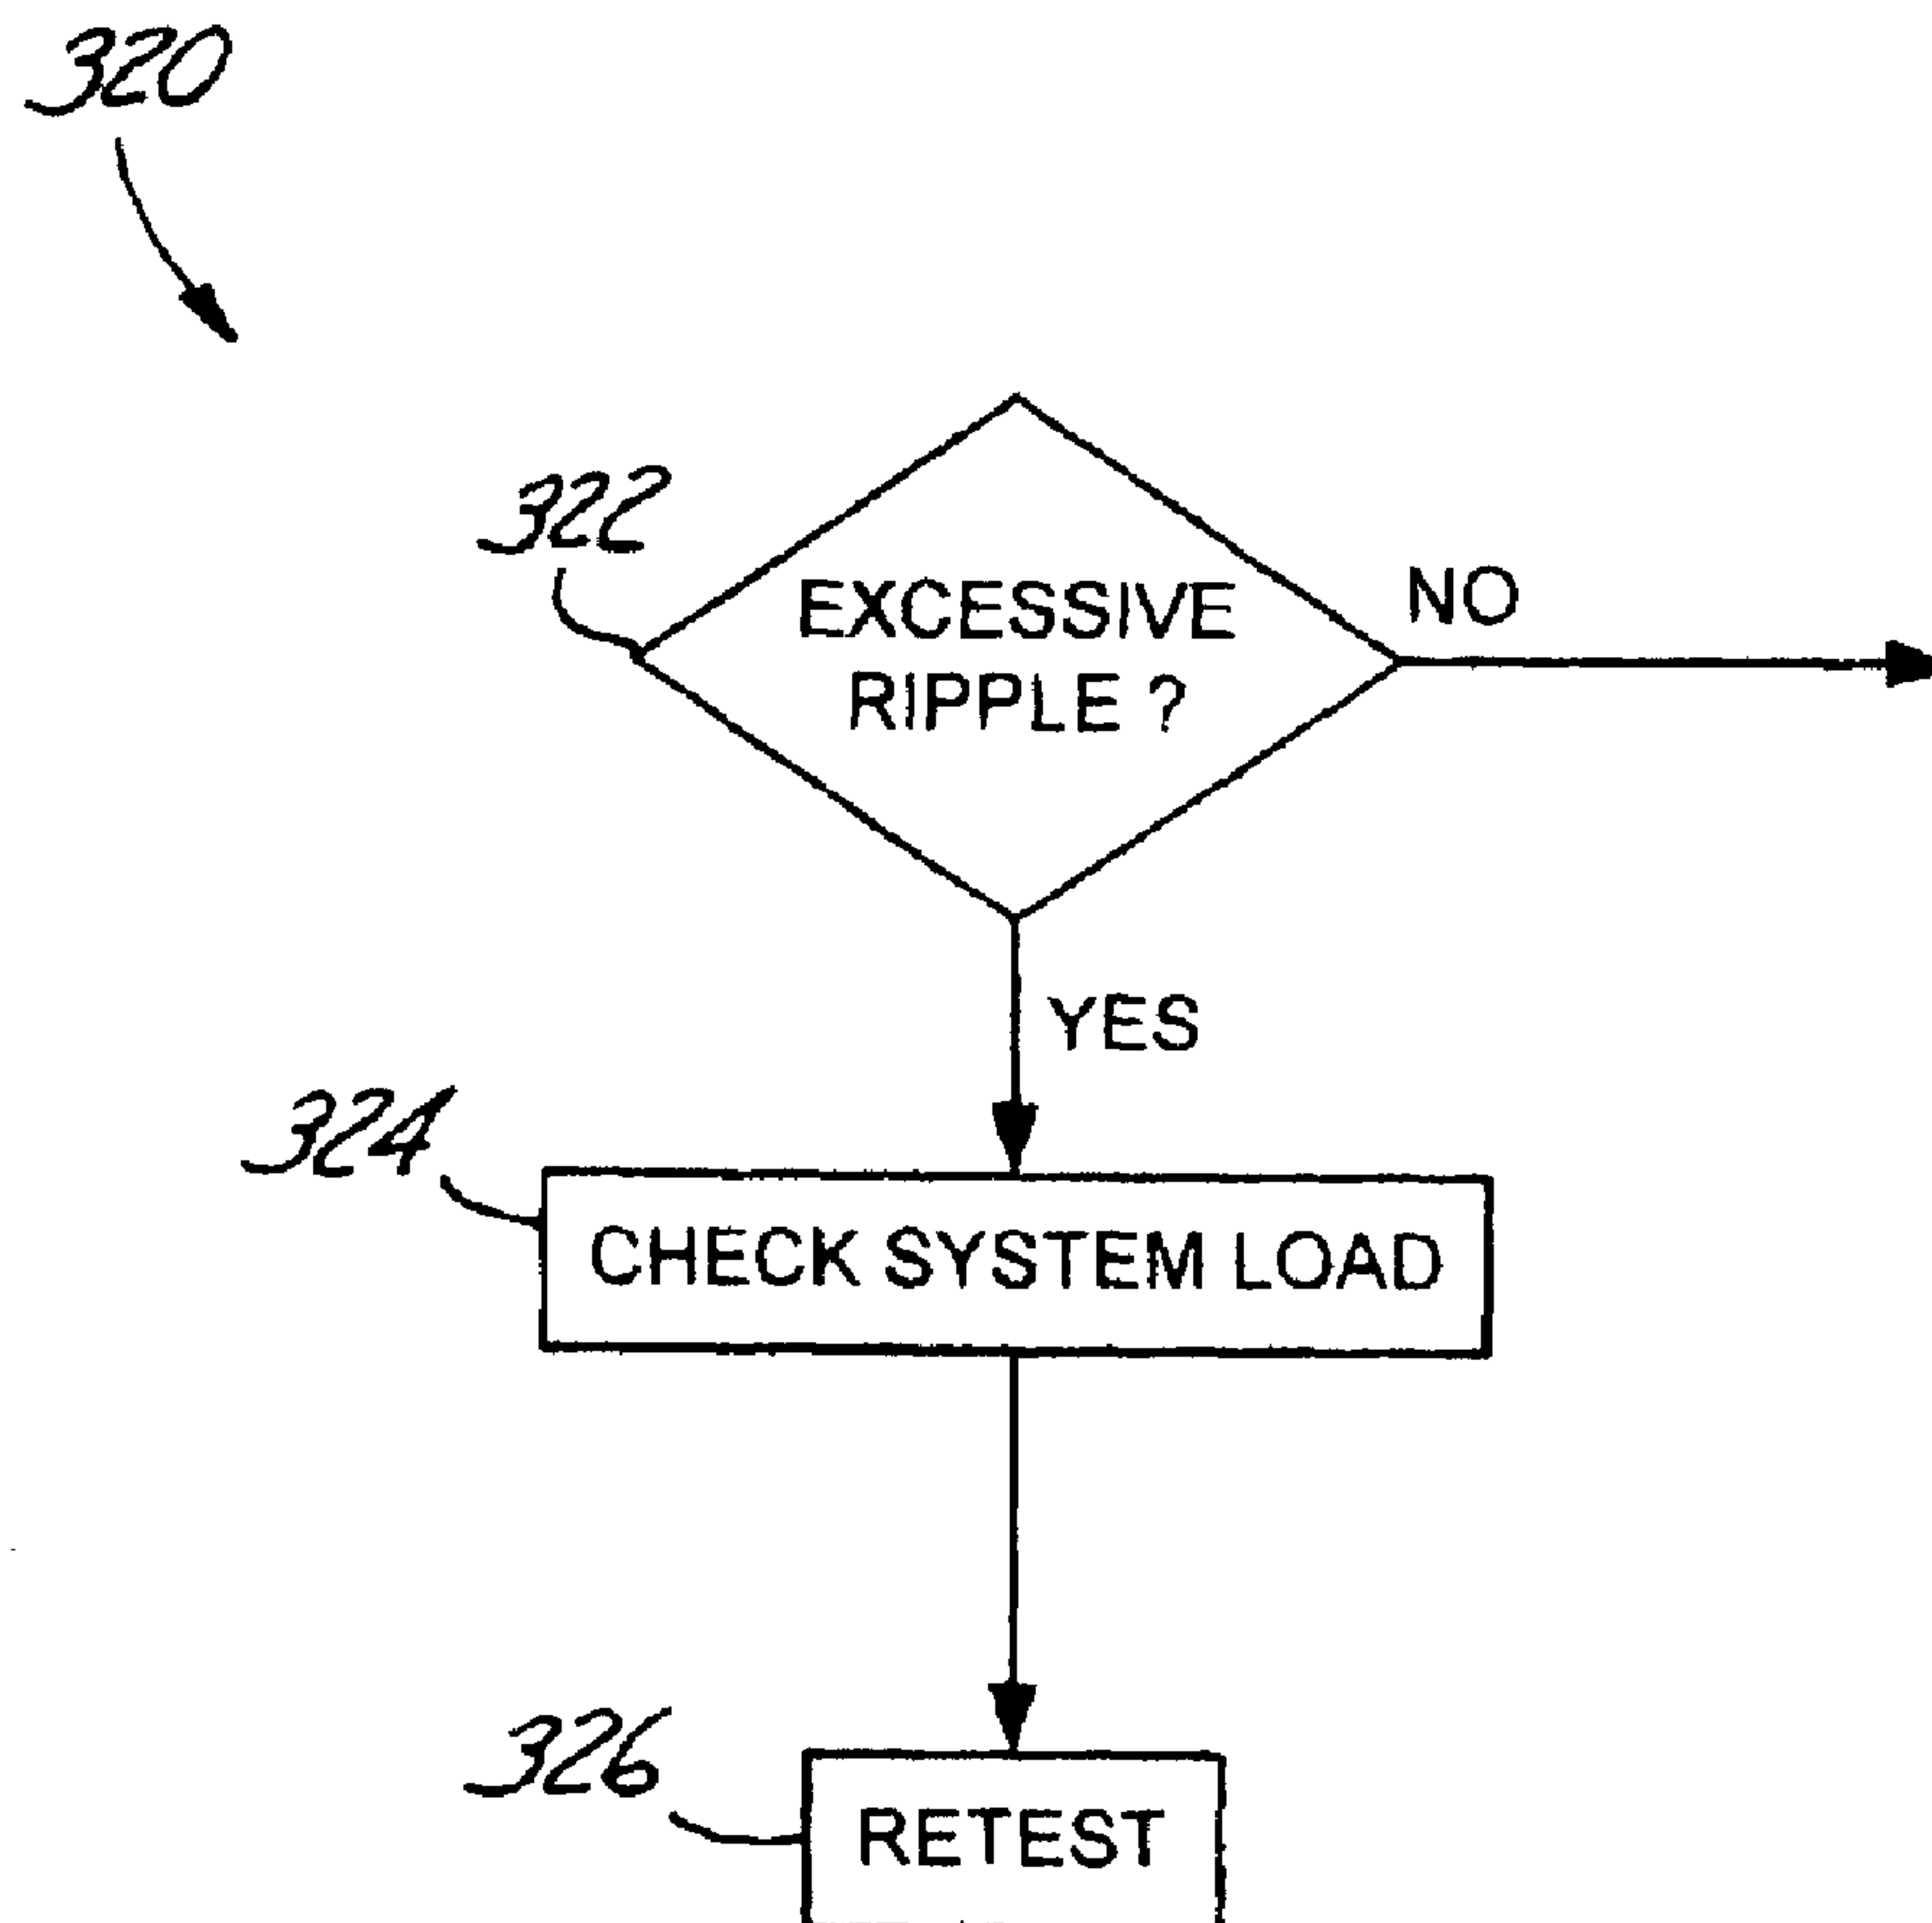 320
322
EXCESSIVE
RIPPLE ?
NO
YES
324
CHECK SYSTEM LOAD
326
RETEST